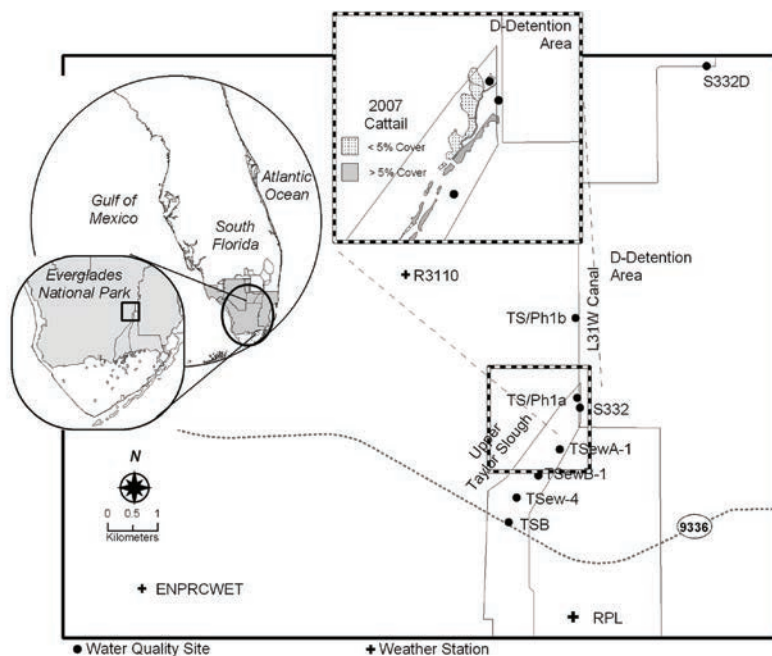 D-Detention
Area
S332D
2007
Cattail
< 5% Cover
> 5% Cover
Gulf of
Mexico
Atlantic
Ocean
South
Florida
Everglades
National Park
R3110
D-Detention
Area
L31W Canal
TS/Ph1b
TS/Ph1a
S332
Upper
Taylor Slough
TSewA-1
TSewB-1
TSew-4
TSB
N
0 0.5 1
Kilometers
9336
ENPRCWET
RPL
Water Quality Site
Weather Station